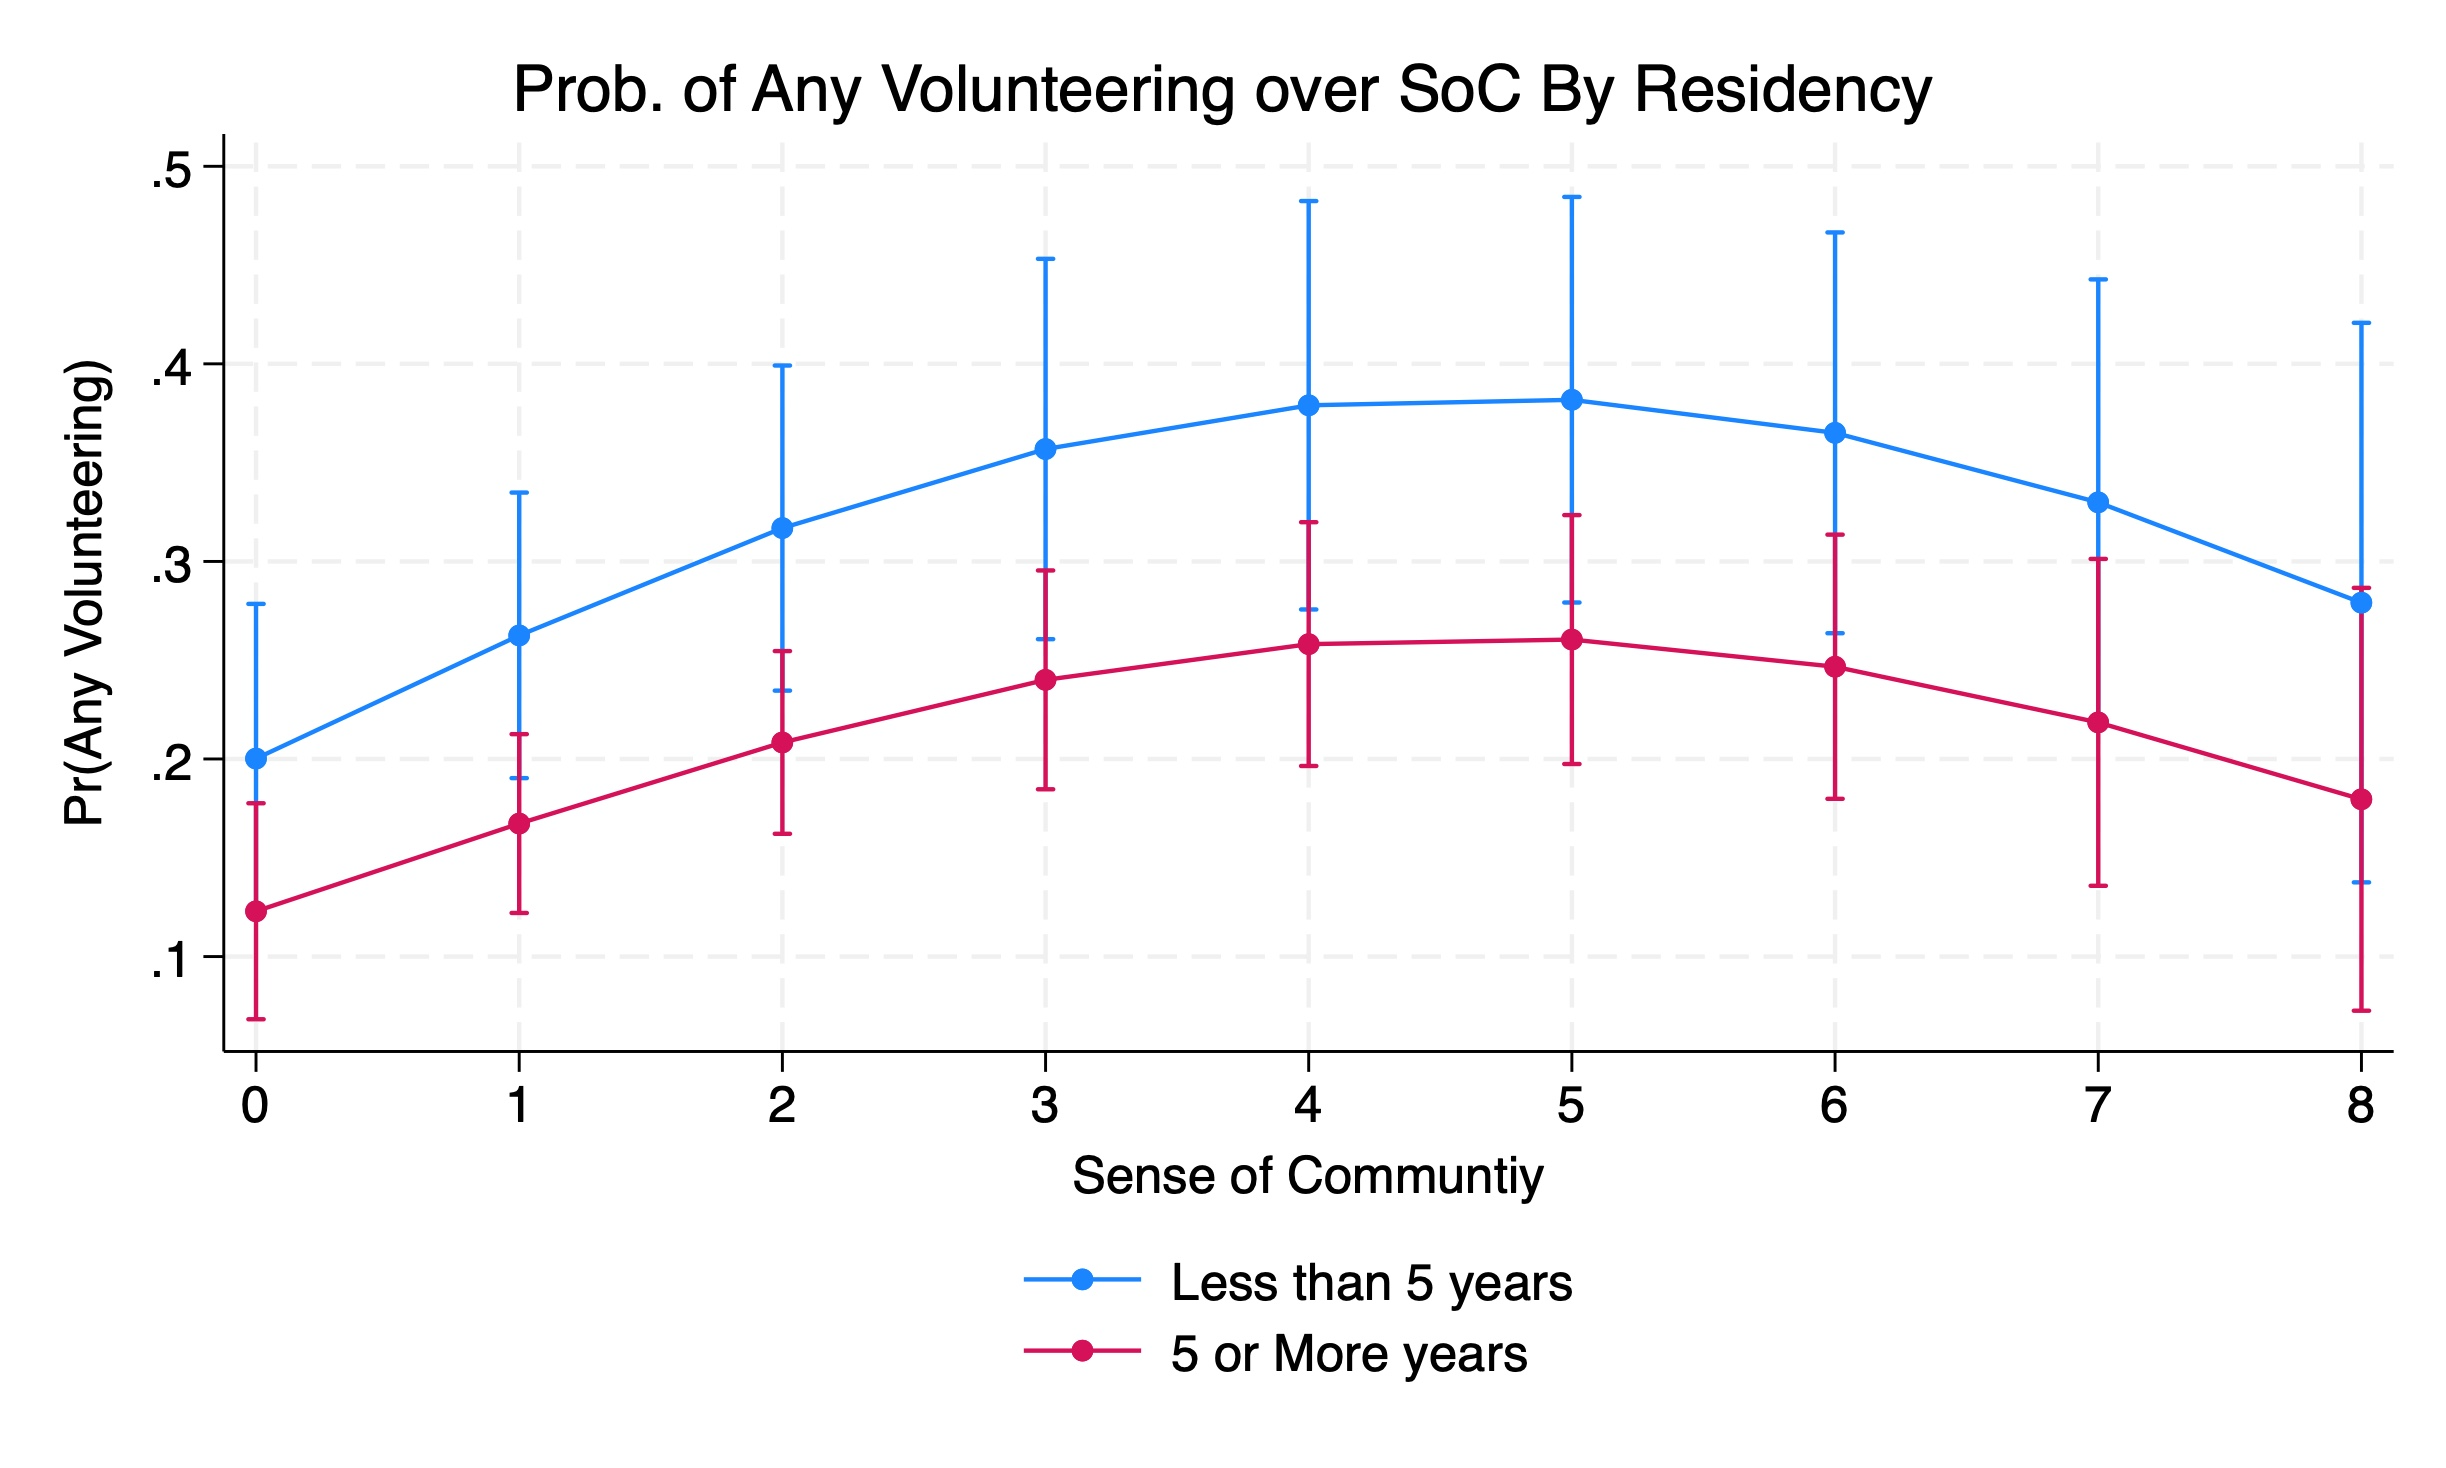 Prob. of Any Volunteering over SoC By Residency
Pr(Any Volunteering)
.5
.4
.3
.2
.1
0 1 2 3 4 5 6 7 8
Sense of Communtiy
Less than 5 years
5 or More years